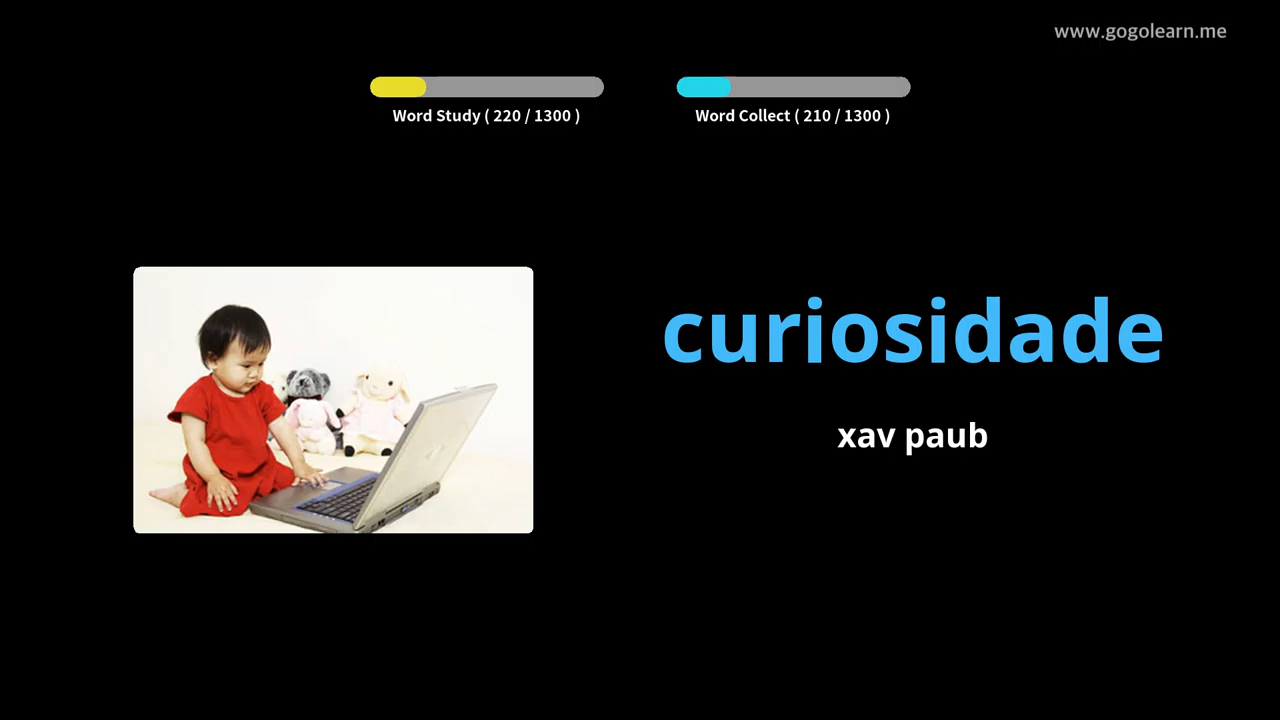 www.gogolearn.me
Word Study ( 220 / 1300 )
Word Collect ( 210 / 1300 )
curiosidade
xav paub